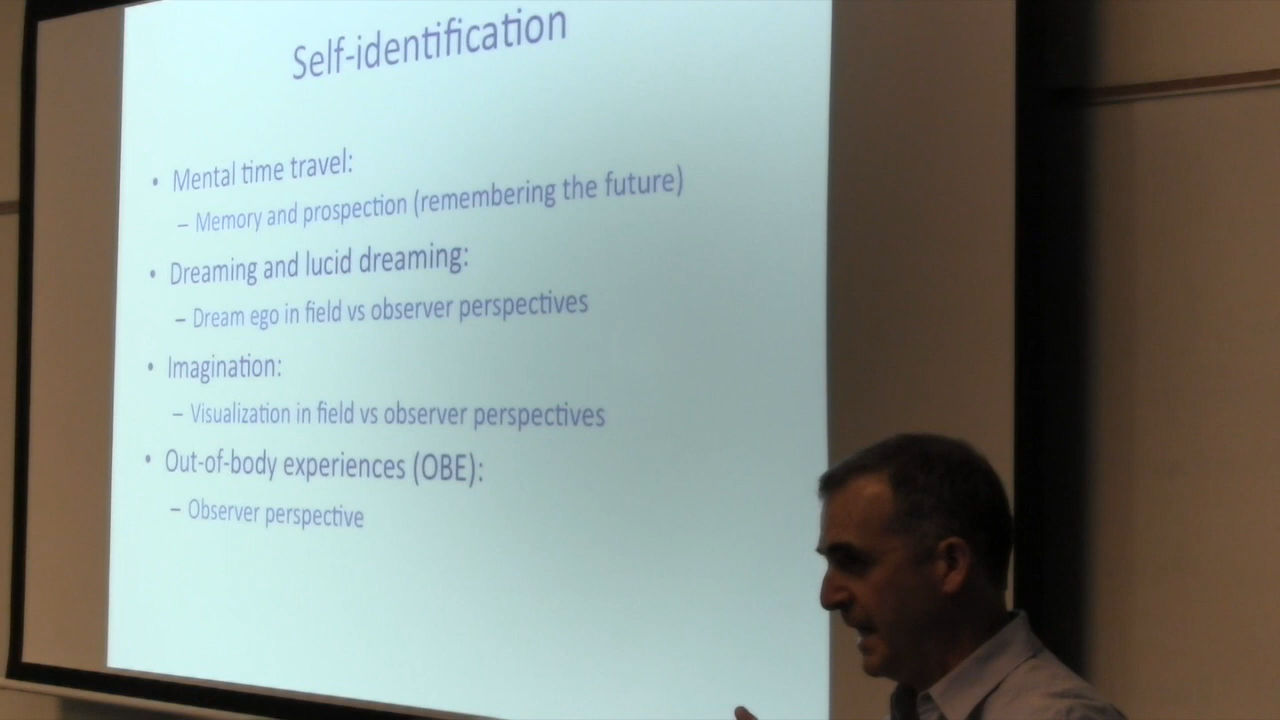 Self-identification
• Mental time travel:
– Memory and prospection (remembering the future)
• Dreaming and lucid dreaming:
– Dream ego in field vs observer perspectives
• Imagination:
– Visualization in field vs observer perspectives
• Out-of-body experiences (OBE):
– Observer perspective